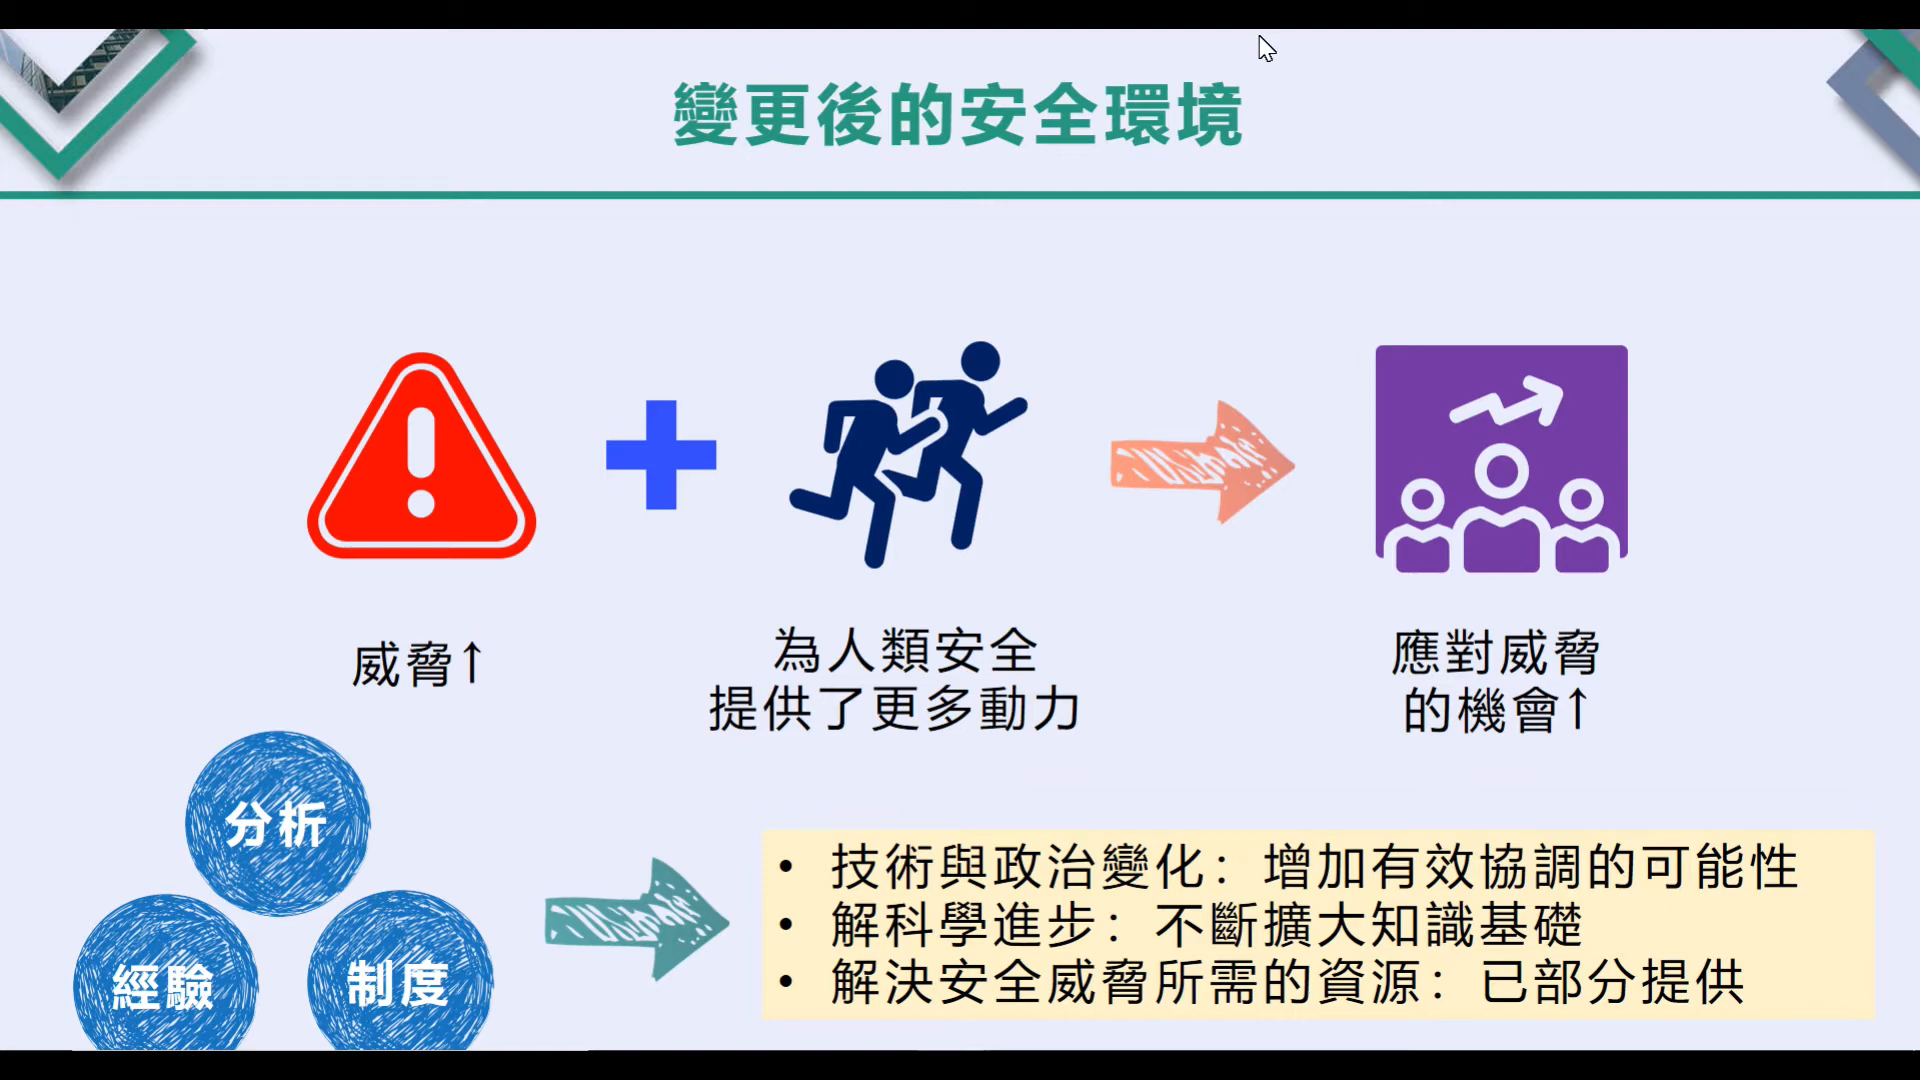 變更後的安全環境
威脅↑
為人類安全
提供了更多動力
應對威脅
的機會↑
分析
經驗
制度
• 技術與政治變化：增加有效協調的可能性
• 解科學進步：不斷擴大知識基礎
• 解決安全威脅所需的資源：已部分提供